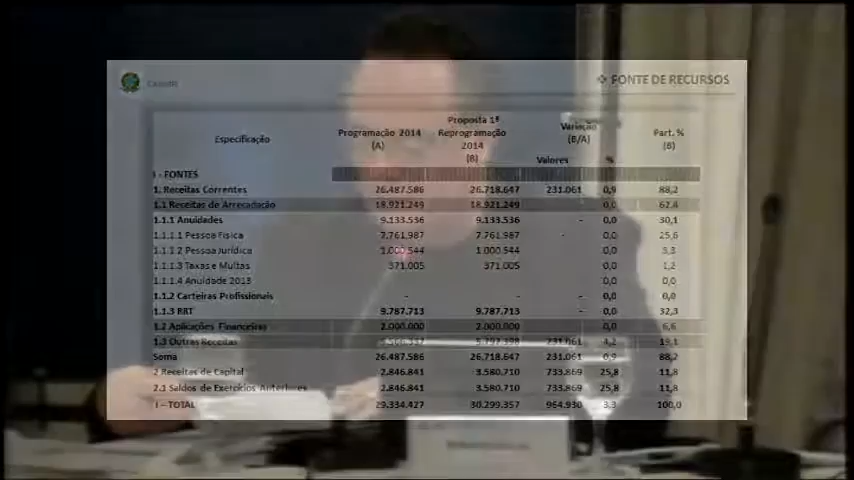 FONTE DE RECURSOS
Especificação Programação 2014 (A) Proposta 1ª Reprogramação 2014 (B) Variação (B/A) Valores % Part. % (B)
I - FONTES
1. Receitas Correntes 26.487.586 26.718.647 231.061 0,9 88,2
1.1 Receitas de Arrecadação 18.921.249 18.921.249 0,0 62,4
1.1.1 Anuidades 9.133.536 9.133.536 - 0,0 30,1
1.1.1.1 Pessoa Física 7.761.987 7.761.987 - 0,0 25,6
1.1.1.2 Pessoa Jurídica 1.000.544 1.000.544 - 0,0 3,3
1.1.1.3 Taxas e Multas 371.005 371.005 - 0,0 1,2
1.1.1.4 Anuidade 2013 - 0,0 0,0
1.1.2 Carteiras Profissionais - - - 0,0 0,0
1.1.3 RRT 9.787.713 9.787.713 - 0,0 32,3
1.2 Aplicações Financeiras 2.000.000 2.000.000 0,0 6,6
1.3 Outras Receitas 5.566.337 5.797.398 231.061 4,2 19,1
Soma 26.487.586 26.718.647 231.061 0,9 88,2
2 Receitas de Capital 2.846.841 3.580.710 733.869 25,8 11,8
2.1 Saldos de Exercícios Anteriores 2.846.841 3.580.710 733.869 25,8 11,8
I - TOTAL 29.334.427 30.299.357 964.930 3,3 100,0